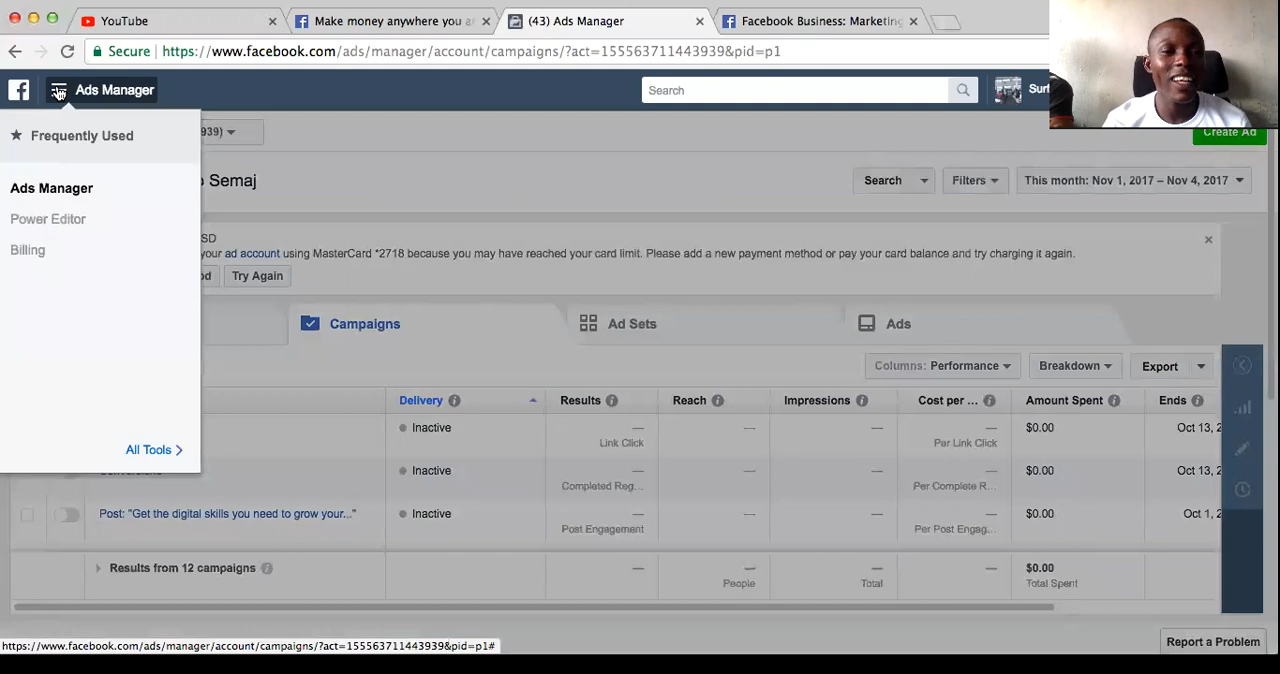 YouTube
Make money anywhere you a
(43) Ads Manager
Facebook Business: Marketing
Secure
https://www.facebook.com/ads/manager/account/campaigns/?act=155563711443939&pid=p1
Ads Manager
Search
Surf
Frequently Used
939)
Create Ad
Ads Manager
Semaj
Search
Filters
This month: Nov 1, 2017 – Nov 4, 2017
Power Editor
Billing
SD
your ad account using MasterCard *2718 because you may have reached your card limit. Please add a new payment method or pay your card balance and try charging it again.
od
Try Again
Campaigns
Ad Sets
Ads
Columns: Performance
Breakdown
Export
Delivery
Results
Reach
Impressions
Cost per ...
Amount Spent
Ends
Inactive
—
—
—
—
$0.00
Oct 13, 2
Link Click
Per Link Click
All Tools
Inactive
—
—
—
—
$0.00
Oct 13, 2
Completed Reg...
Per Complete R...
Post: "Get the digital skills you need to grow your..."
Inactive
—
—
—
—
$0.00
Oct 1, 2
Post Engagement
Per Post Engag...
Results from 12 campaigns
—
—
—
—
$0.00
People
Total
Total Spent
https://www.facebook.com/ads/manager/account/campaigns/?act=155563711443939&pid=p1#
Report a Problem